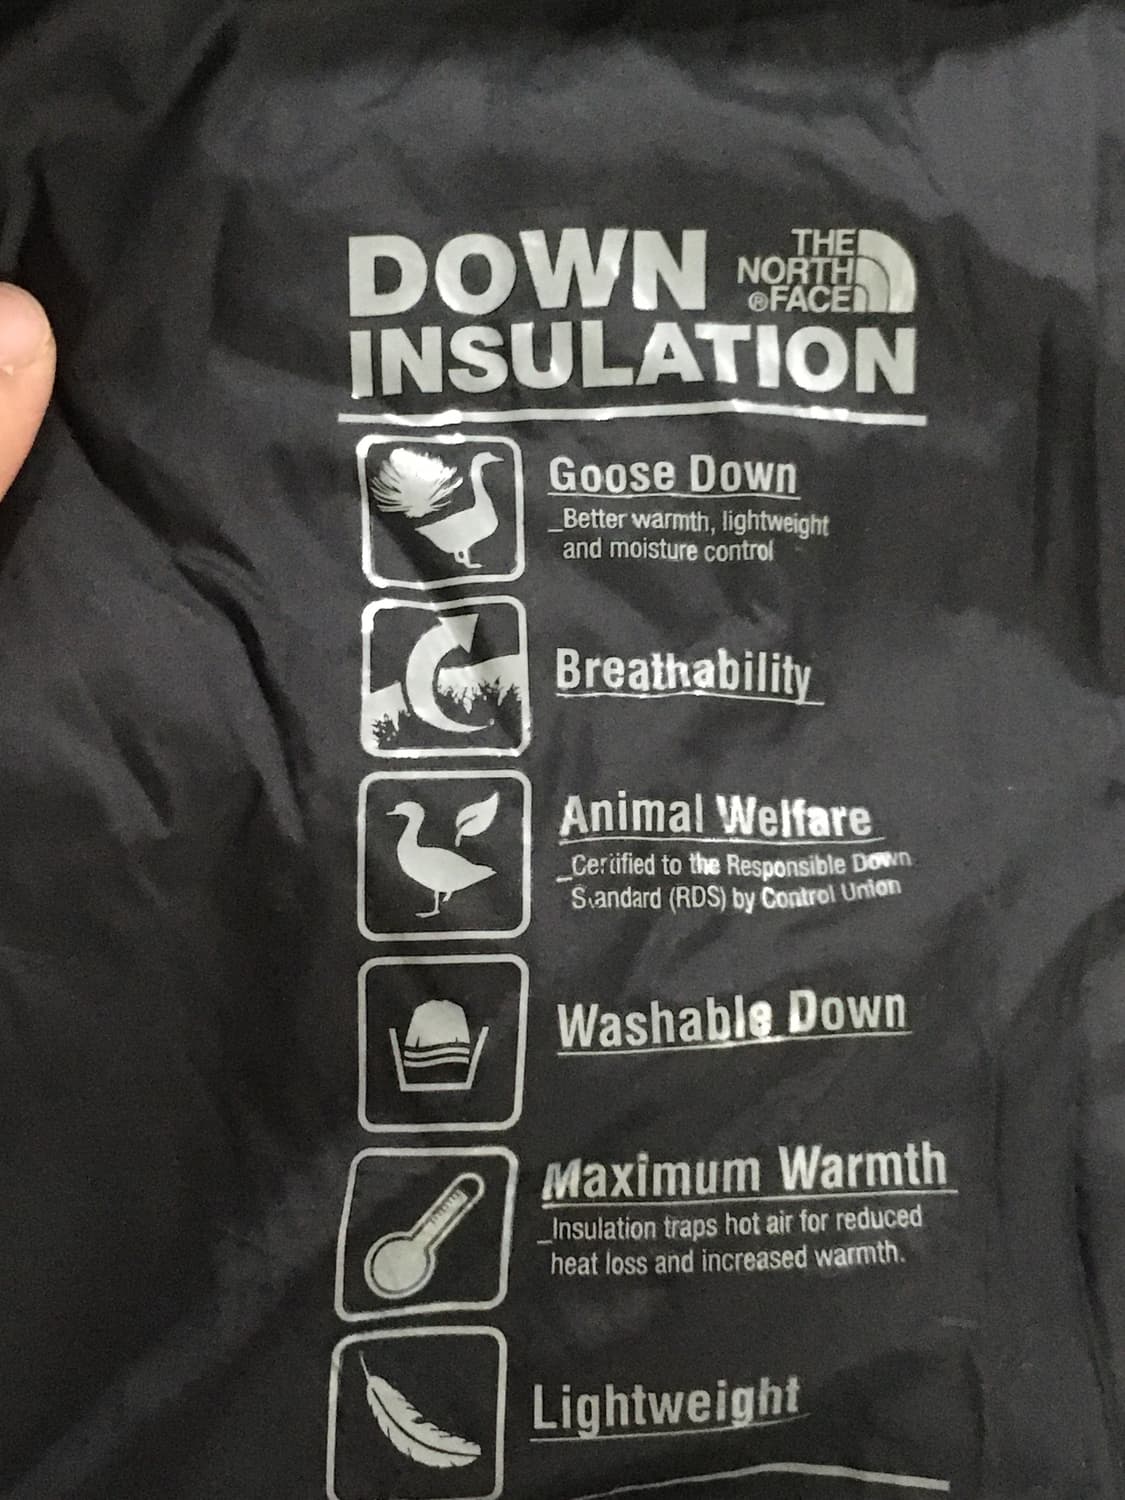 DOWN
THE
NORTH
®FACE
INSULATION
Goose Down
_Better warmth, lightweight
and moisture control
Breathability
Animal Welfare
_Certified to the Responsible Down
Standard (RDS) by Control Union
Washable Down
Maximum Warmth
_Insulation traps hot air for reduced
heat loss and increased warmth.
Lightweight